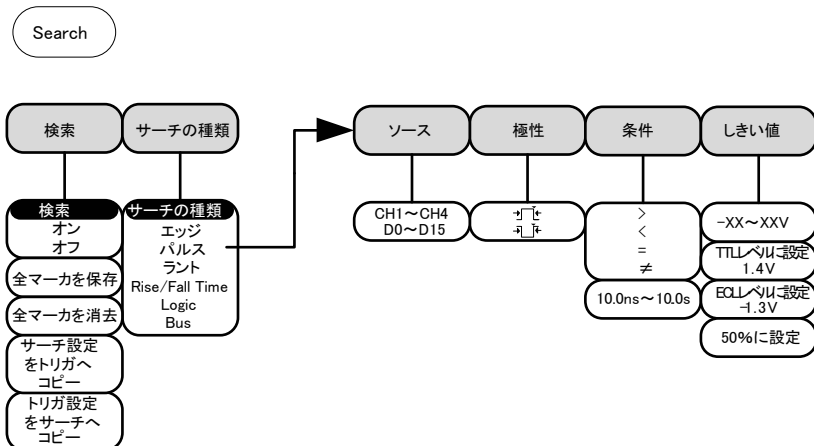 Search
検索
サーチの種類
ソース
極性
条件
しきい値
検索
オン
オフ
全マーカを保存
全マーカを消去
サーチ設定
をトリガへ
コピー
トリガ設定
をサーチへ
コピー
サーチの種類
エッジ
パルス
ラント
Rise/Fall Time
Logic
Bus
CH1～CH4
D0～D15
>
<
=
≠
10.0ns～10.0s
-XX～XXV
TTLレベルに設定
1.4V
ECLレベルに設定
-1.3V
50%に設定